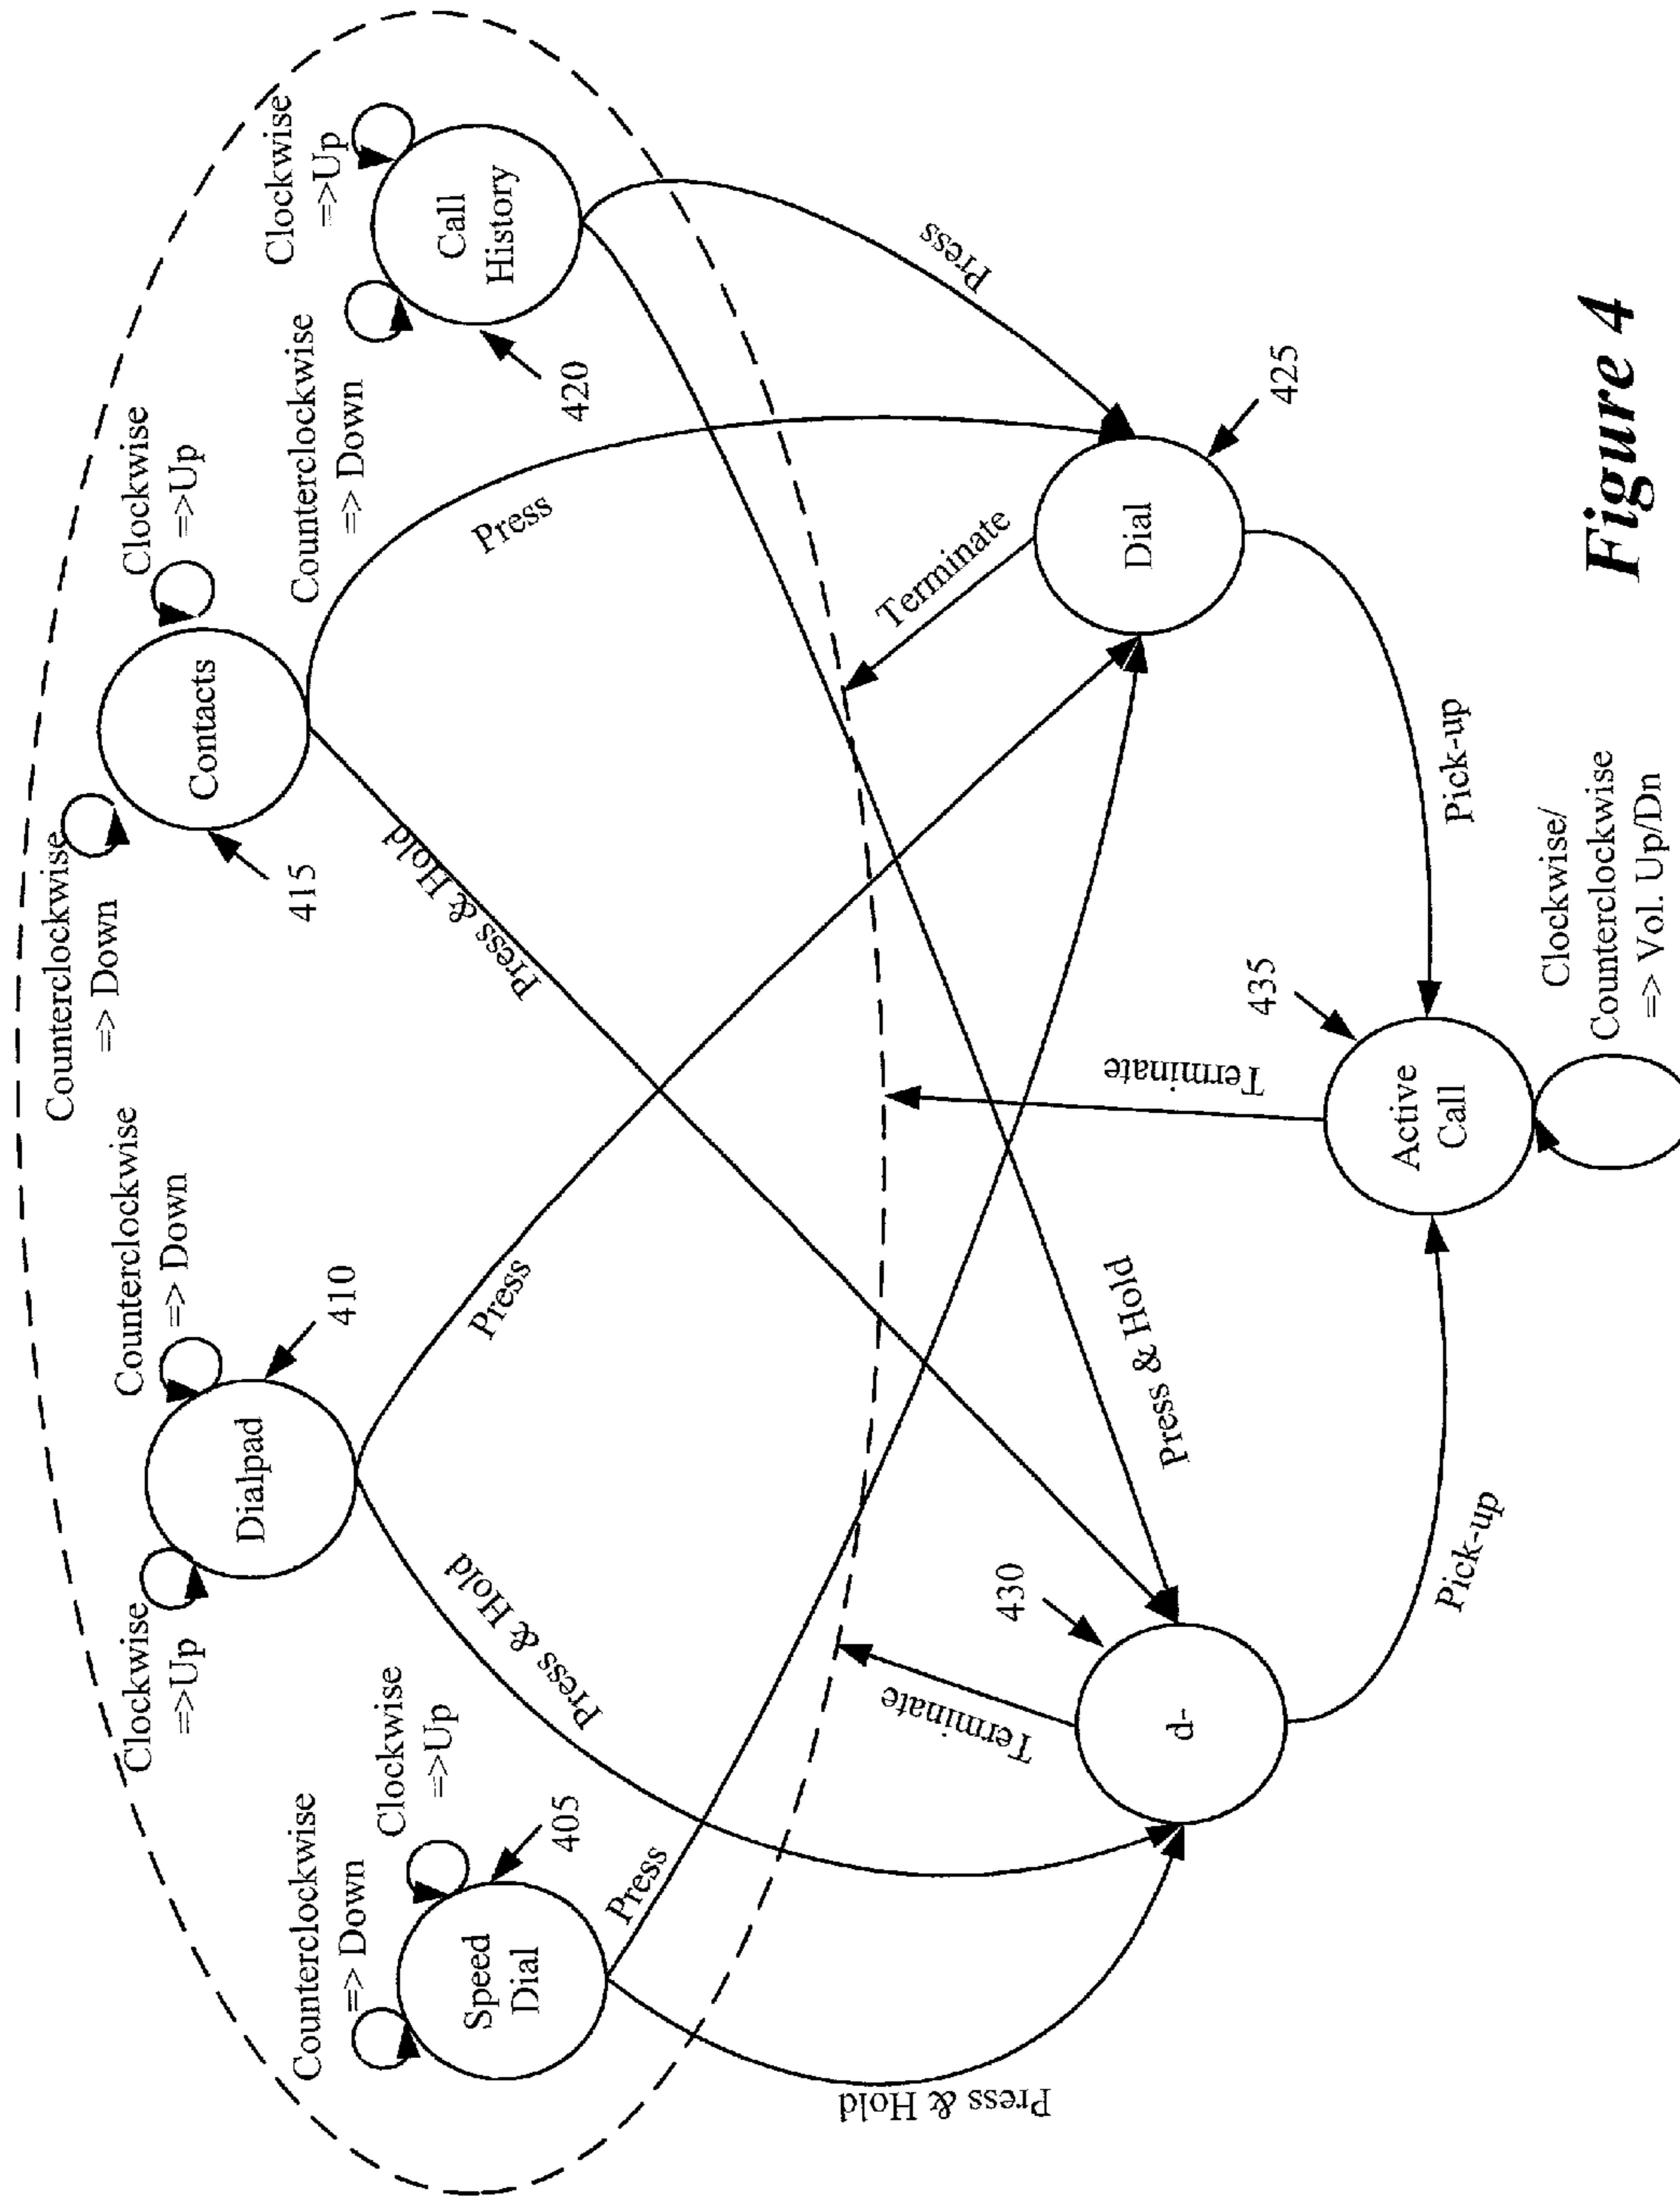 Counterclockwise
=> Down
Clockwise
=>Up
Speed
Dial
405
Clockwise
=>Up
Counterclockwise
=> Down
Dialpad
410
Counterclockwise
=> Down
Clockwise
=>Up
Contacts
415
Counterclockwise
=> Down
Clockwise
=>Up
Call
History
420
Press & Hold
Press
Press & Hold
Press
Press & Hold
Press
Press & Hold
Press
Terminate
Terminate
Terminate
430
d-
Dial
425
Pick-up
Pick-up
435
Active
Call
Clockwise/
Counterclockwise
=> Vol. Up/Dn
Figure 4